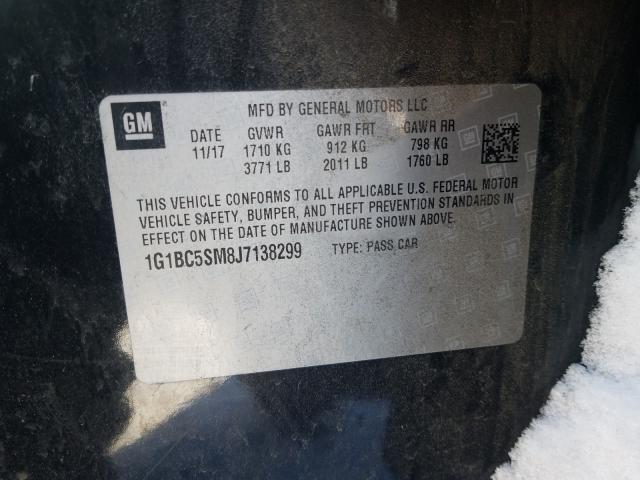 GM
MFD BY GENERAL MOTORS LLC
DATE GVWR GAWR FRT GAWR RR
11/17 1710 KG 912 KG 798 KG
3771 LB 2011 LB 1760 LB
THIS VEHICLE CONFORMS TO ALL APPLICABLE U.S. FEDERAL MOTOR
VEHICLE SAFETY, BUMPER, AND THEFT PREVENTION STANDARDS IN
EFFECT ON THE DATE OF MANUFACTURE SHOWN ABOVE.
1G1BC5SM8J7138299 TYPE: PASS CAR